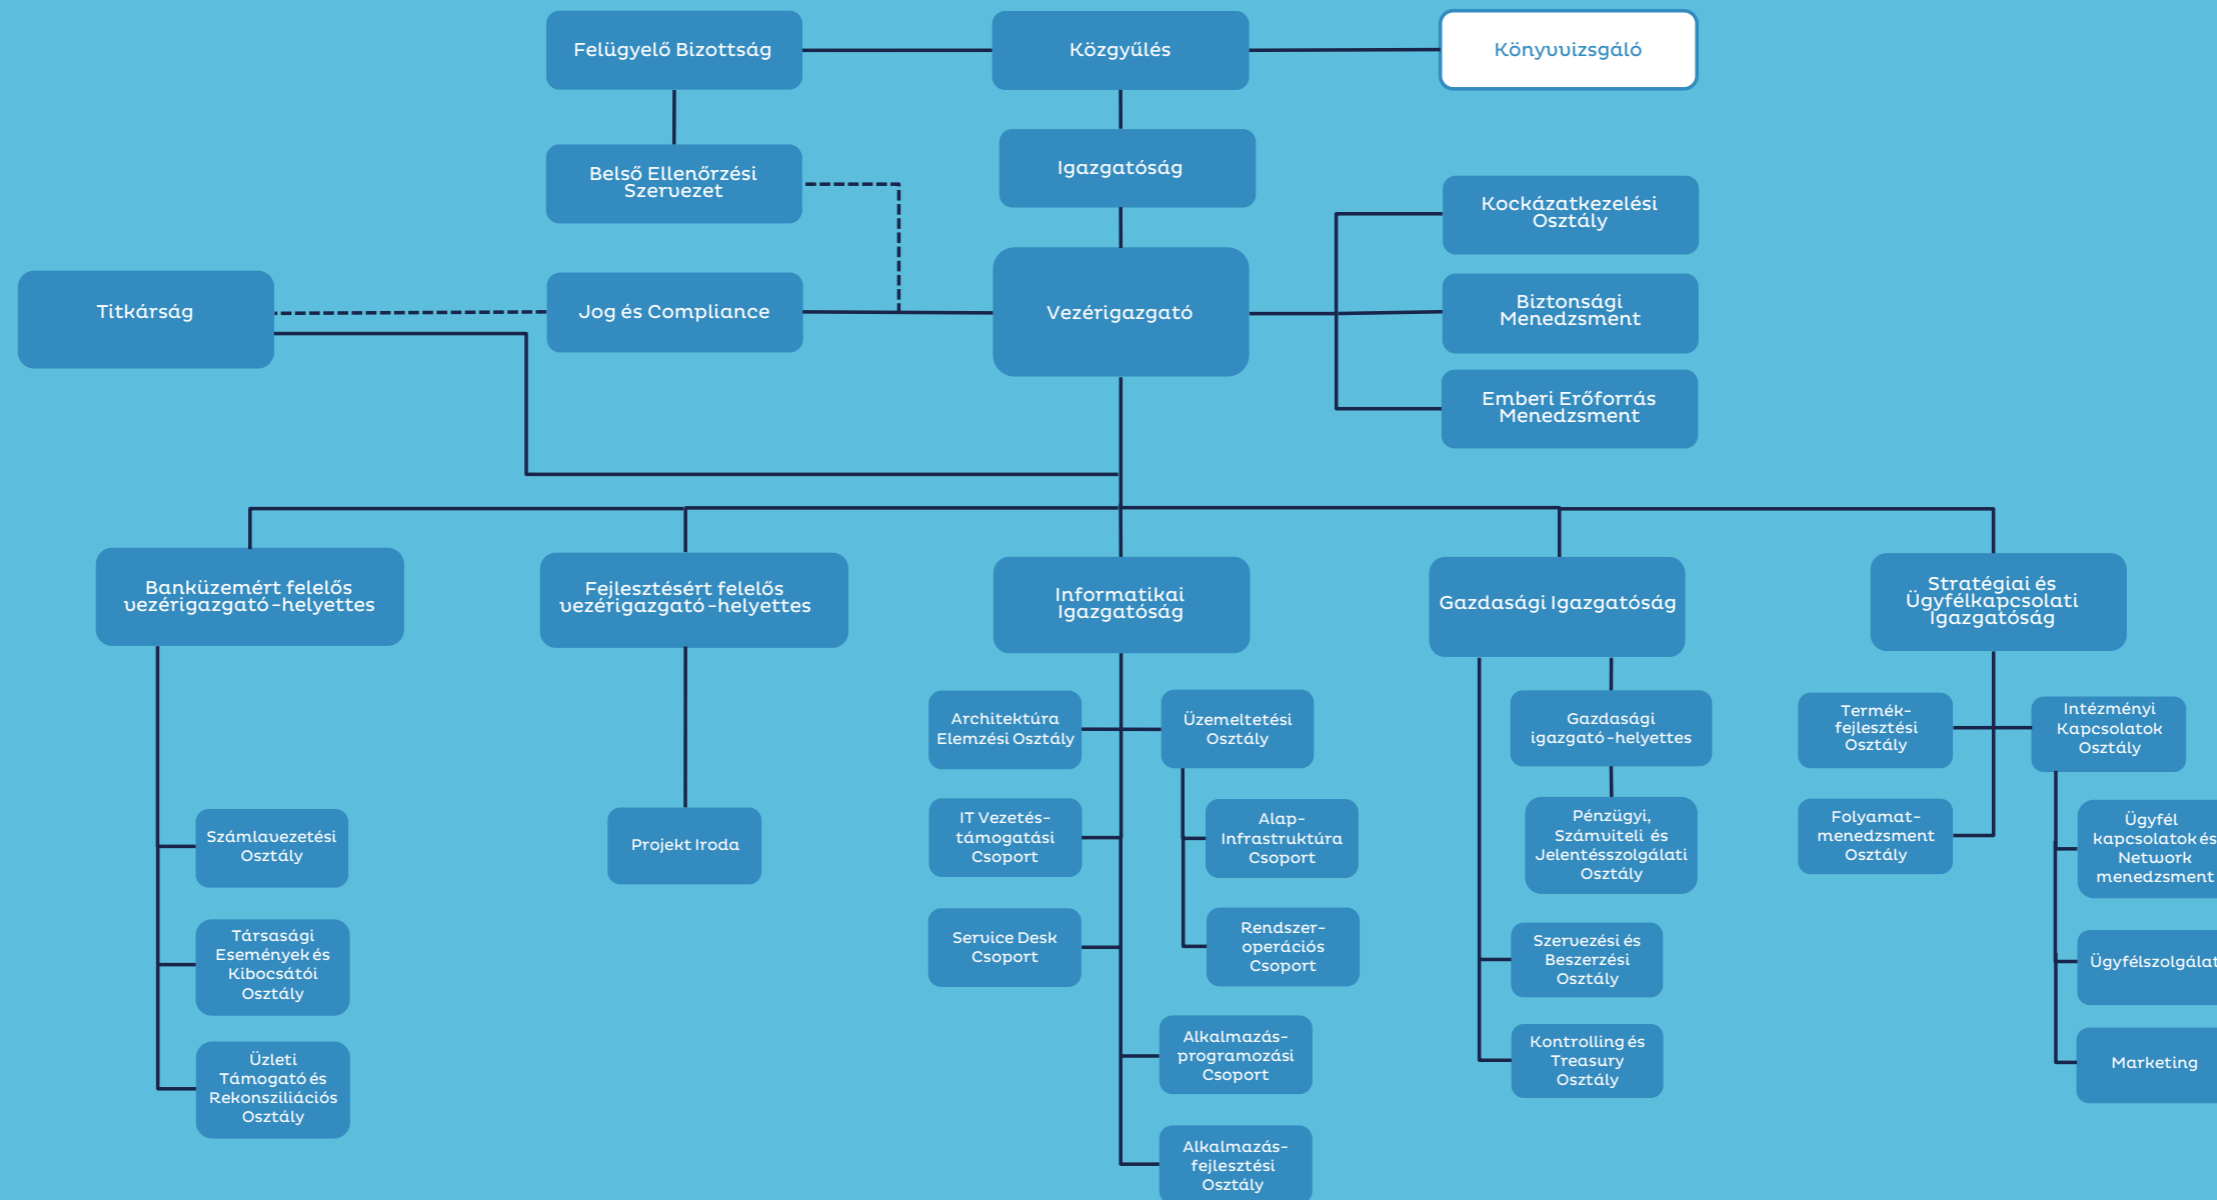 Felügyelő Bizottság
Közgyűlés
Könyvvizsgáló
Belső Ellenőrzési
Szervezet
Igazgatóság
Kockázatkezelési
Osztály
Titkárság
Jog és Compliance
Vezérigazgató
Biztonsági
Menedzsment
Emberi Erőforrás
Menedzsment
Banküzemért felelős
vezérigazgató-helyettes
Fejlesztésért felelős
vezérigazgató-helyettes
Informatikai
Igazgatóság
Gazdasági Igazgatóság
Stratégiai és
Ügyfélkapcsolati
Igazgatóság
Számlavezetési
Osztály
Társasági
Események és
Kibocsátói
Osztály
Üzleti
Támogató és
Rekonsziliációs
Osztály
Projekt Iroda
Architektúra
Elemzési Osztály
IT Vezetés-
támogatási
Csoport
Service Desk
Csoport
Üzemeltetési
Osztály
Alap-
Infrastruktúra
Csoport
Rendszer-
operációs
Csoport
Alkalmazás-
programozási
Csoport
Alkalmazás-
fejlesztési
Osztály
Gazdasági
igazgató-helyettes
Pénzügyi,
Számviteli és
Jelentésszolgálati
Osztály
Szervezési és
Beszerzési
Osztály
Kontrolling és
Treasury
Osztály
Termék-
fejlesztési
Osztály
Folyamat-
menedzsment
Osztály
Intézményi
Kapcsolatok
Osztály
Ügyfél
kapcsolatok és
Network
menedzsment
Ügyfélszolgálat
Marketing